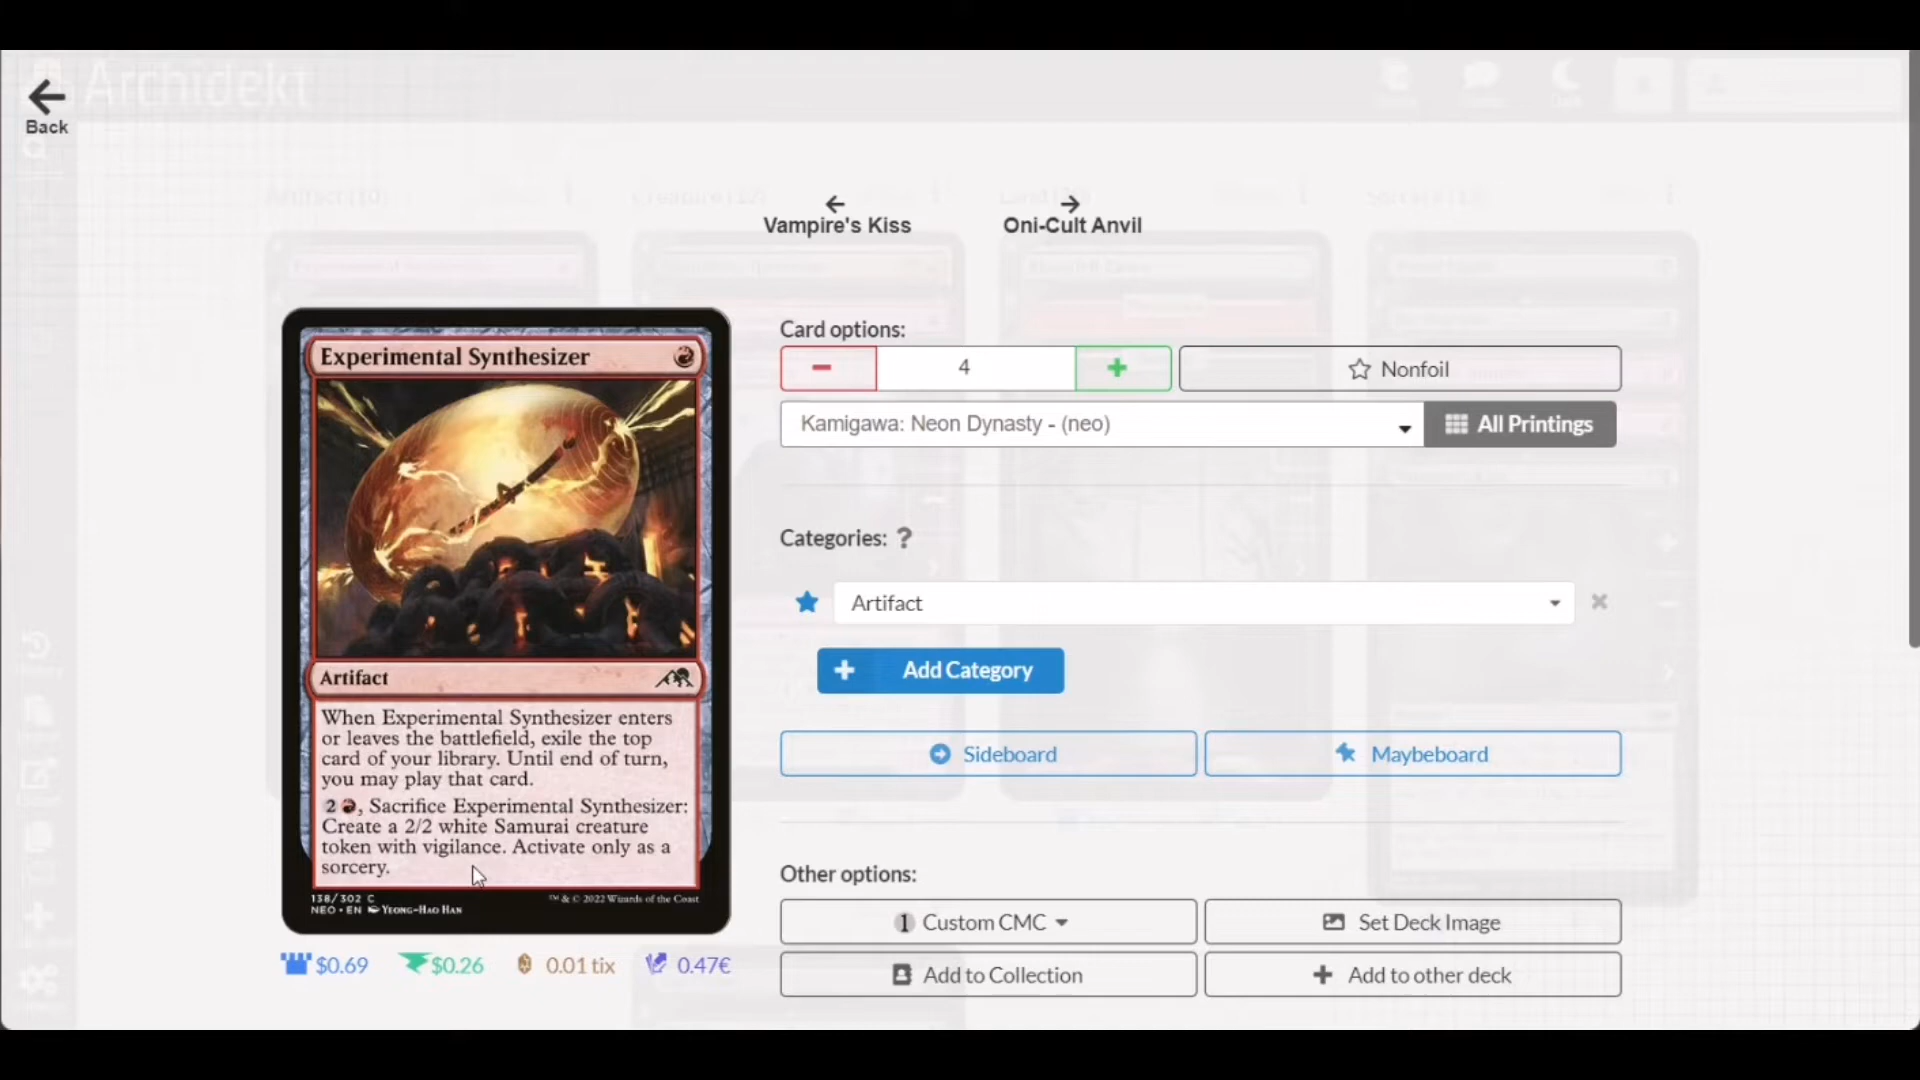 Archidekt
Back
Vampire's Kiss
Oni-Cult Anvil
Experimental Synthesizer
Artifact
When Experimental Synthesizer enters
or leaves the battlefield, exile the top
card of your library. Until end of turn,
you may play that card.
2, Sacrifice Experimental Synthesizer:
Create a 2/2 white Samurai creature
token with vigilance. Activate only as a
sorcery.
138/302 C
NEO • EN Yeong-Hao Han
™ & © 2022 Wizards of the Coast
$0.69
$0.26
0.01 tix
0.47€
Card options:
4
Nonfoil
Kamigawa: Neon Dynasty - (neo)
All Printings
Categories: ?
Artifact
Add Category
Sideboard
Maybeboard
Other options:
1 Custom CMC
Set Deck Image
Add to Collection
Add to other deck